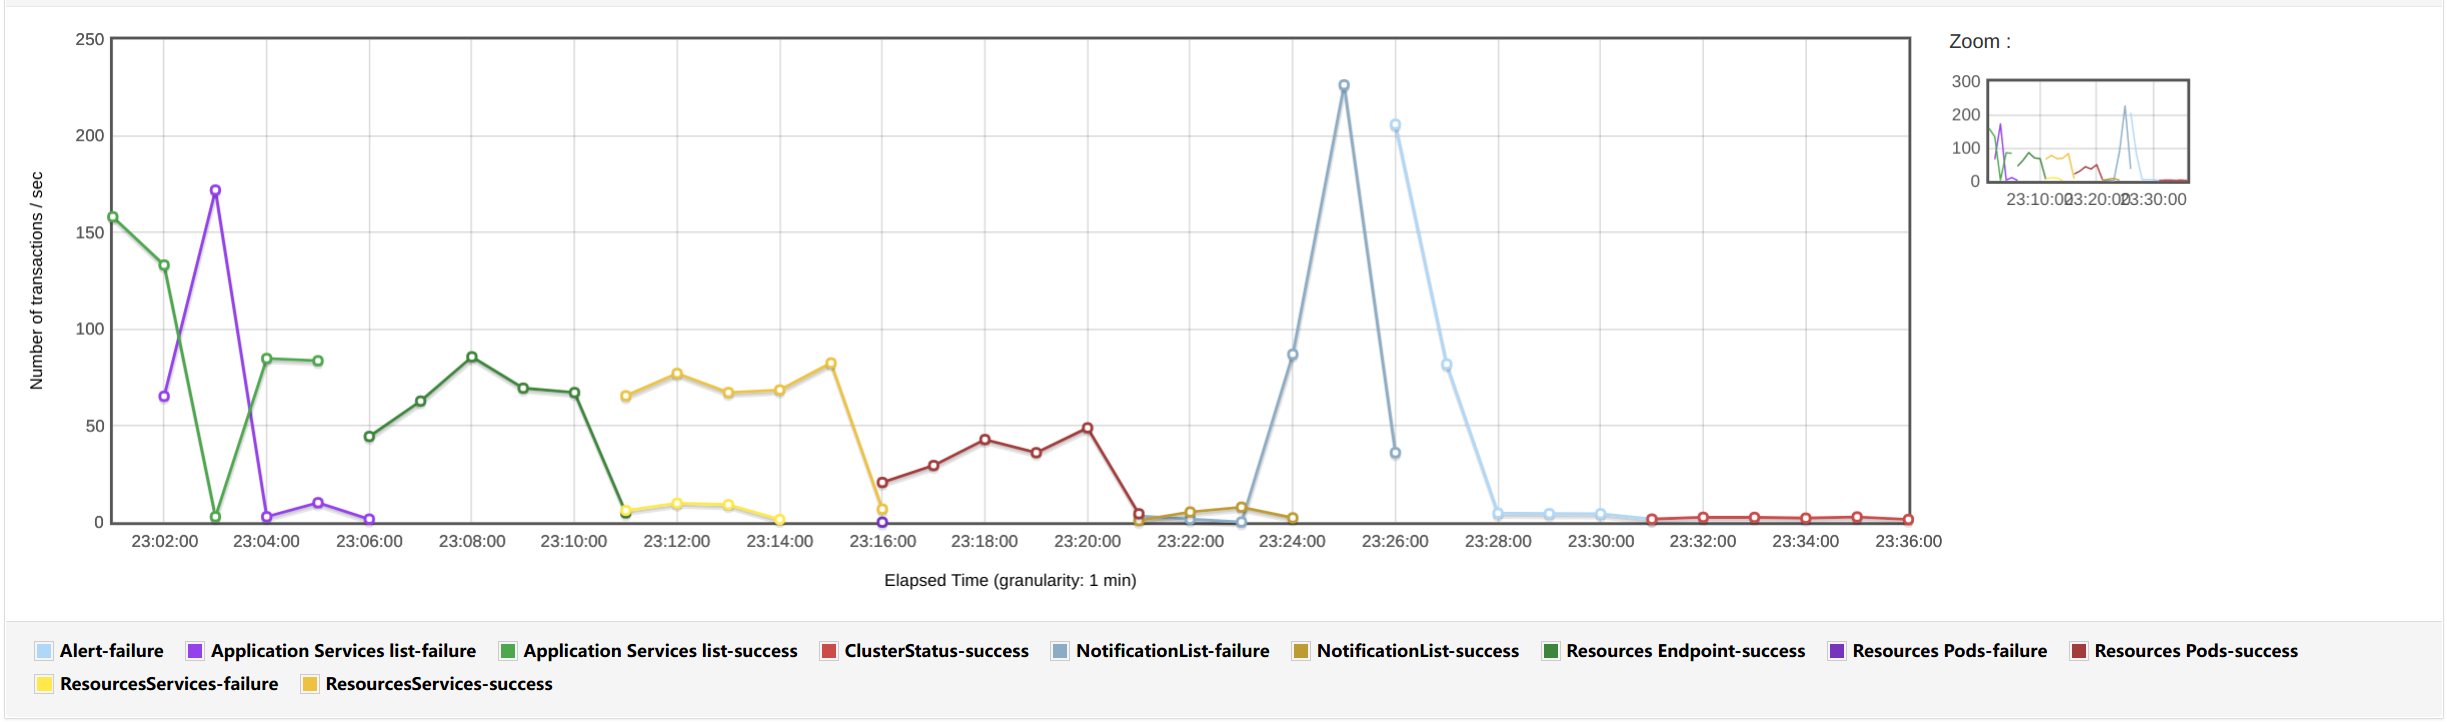 250
200
150
100
50
0
Number of transactions / sec
23:02:00 23:04:00 23:06:00 23:08:00 23:10:00 23:12:00 23:14:00 23:16:00 23:18:00 23:20:00 23:22:00 23:24:00 23:26:00 23:28:00 23:30:00 23:32:00 23:34:00 23:36:00
Elapsed Time (granularity: 1 min)
Zoom :
300
200
100
0
23:10:00 23:20:00 23:30:00
Alert-failure Application Services list-failure Application Services list-success ClusterStatus-success NotificationList-failure NotificationList-success Resources Endpoint-success Resources Pods-failure Resources Pods-success
ResourcesServices-failure ResourcesServices-success